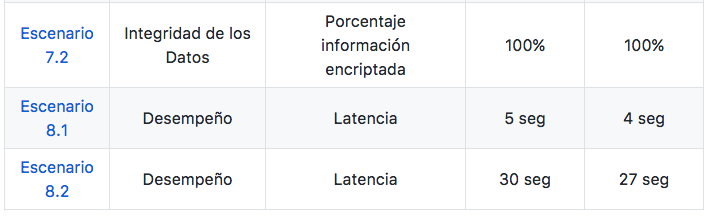 Escenario
7.2
Integridad de los
Datos
Porcentaje
información
encriptada
100%
100%
Escenario
8.1
Desempeño
Latencia
5 seg
4 seg
Escenario
8.2
Desempeño
Latencia
30 seg
27 seg